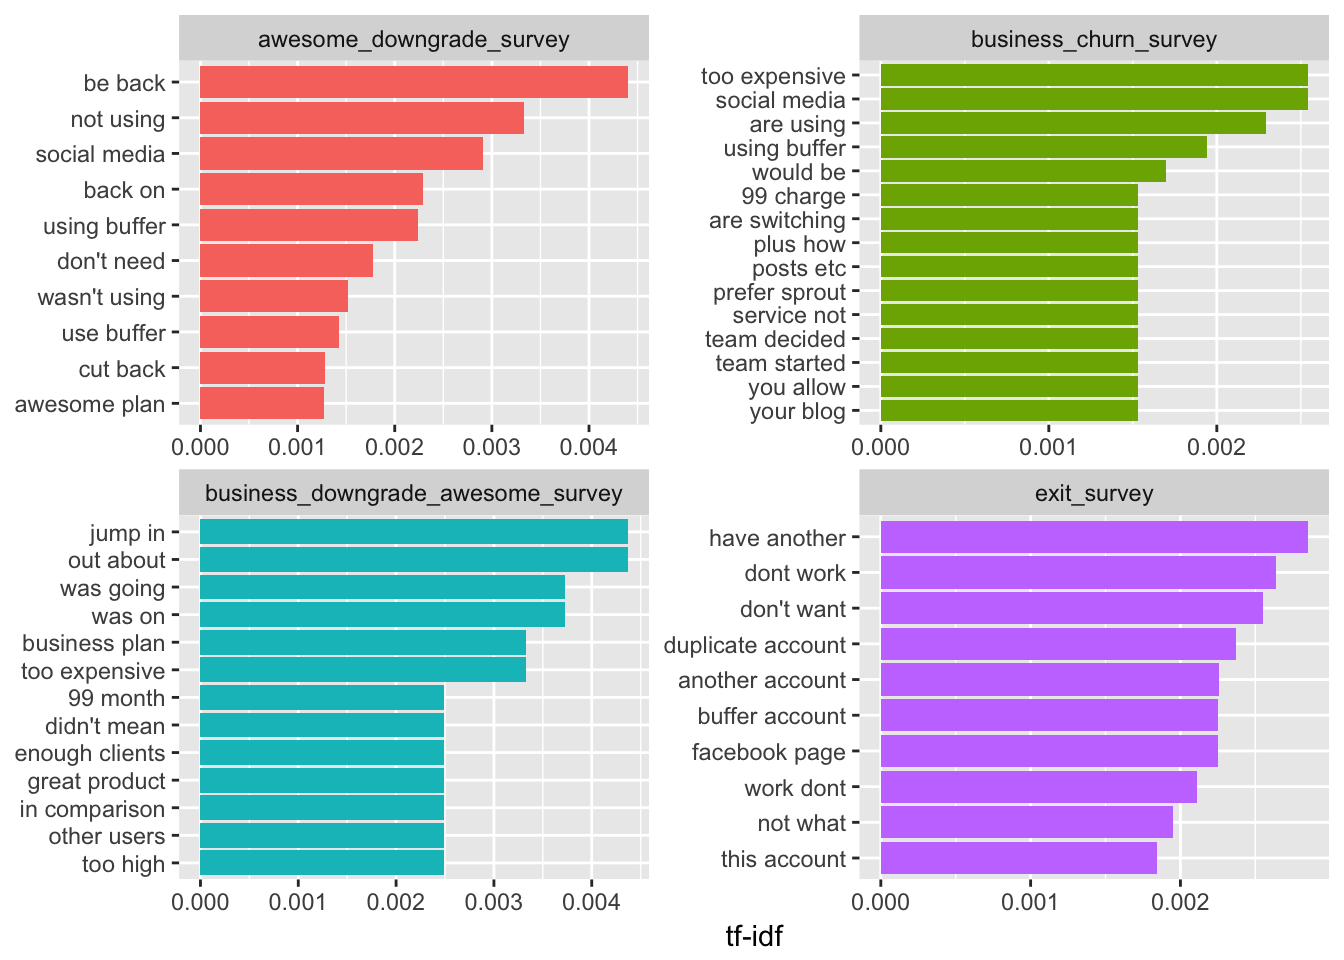 awesome_downgrade_survey
be back
not using
social media
back on
using buffer
don't need
wasn't using
use buffer
cut back
awesome plan
0.000 0.001 0.002 0.003 0.004
business_churn_survey
too expensive
social media
are using
using buffer
would be
99 charge
are switching
plus how
posts etc
prefer sprout
service not
team decided
team started
you allow
your blog
0.000 0.001 0.002
business_downgrade_awesome_survey
jump in
out about
was going
was on
business plan
too expensive
99 month
didn't mean
enough clients
great product
in comparison
other users
too high
0.000 0.001 0.002 0.003 0.004
exit_survey
have another
dont work
don't want
duplicate account
another account
buffer account
facebook page
work dont
not what
this account
0.000 0.001 0.002
tf-idf